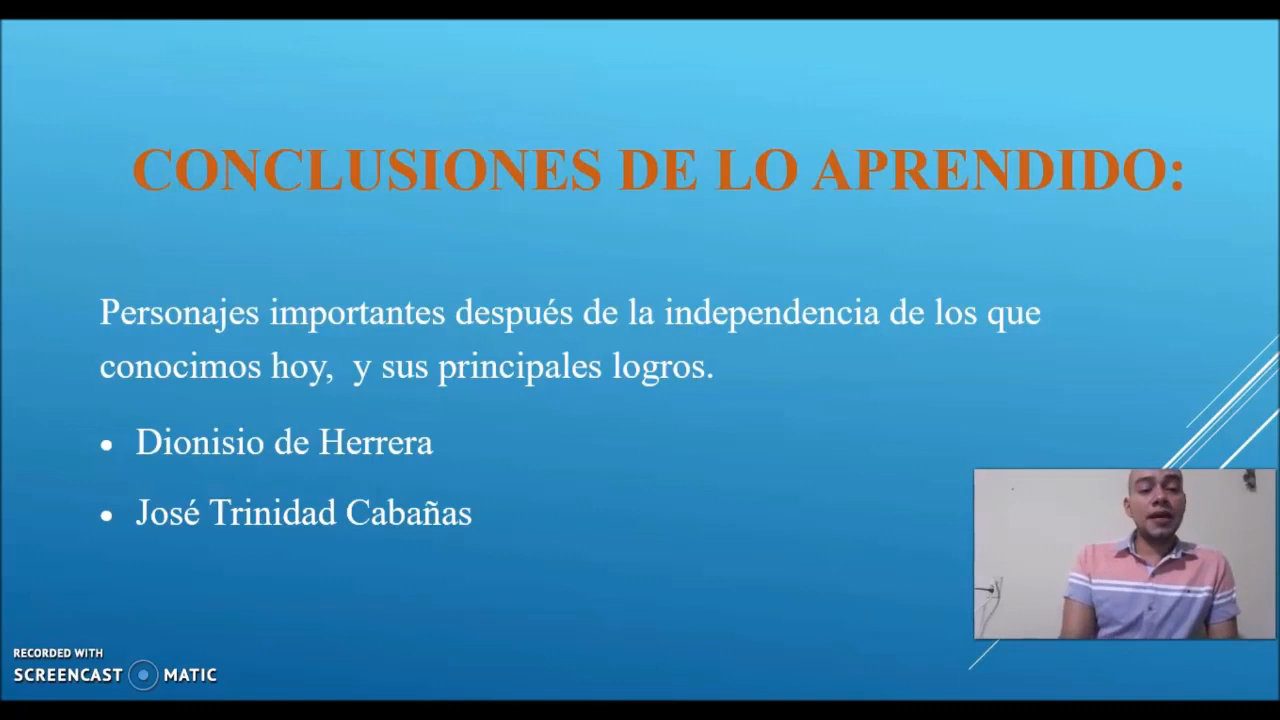 CONCLUSIONES DE LO APRENDIDO:
Personajes importantes después de la independencia de los que
conocimos hoy,  y sus principales logros.
• Dionisio de Herrera
• José Trinidad Cabañas
RECORDED WITH
SCREENCAST MATIC